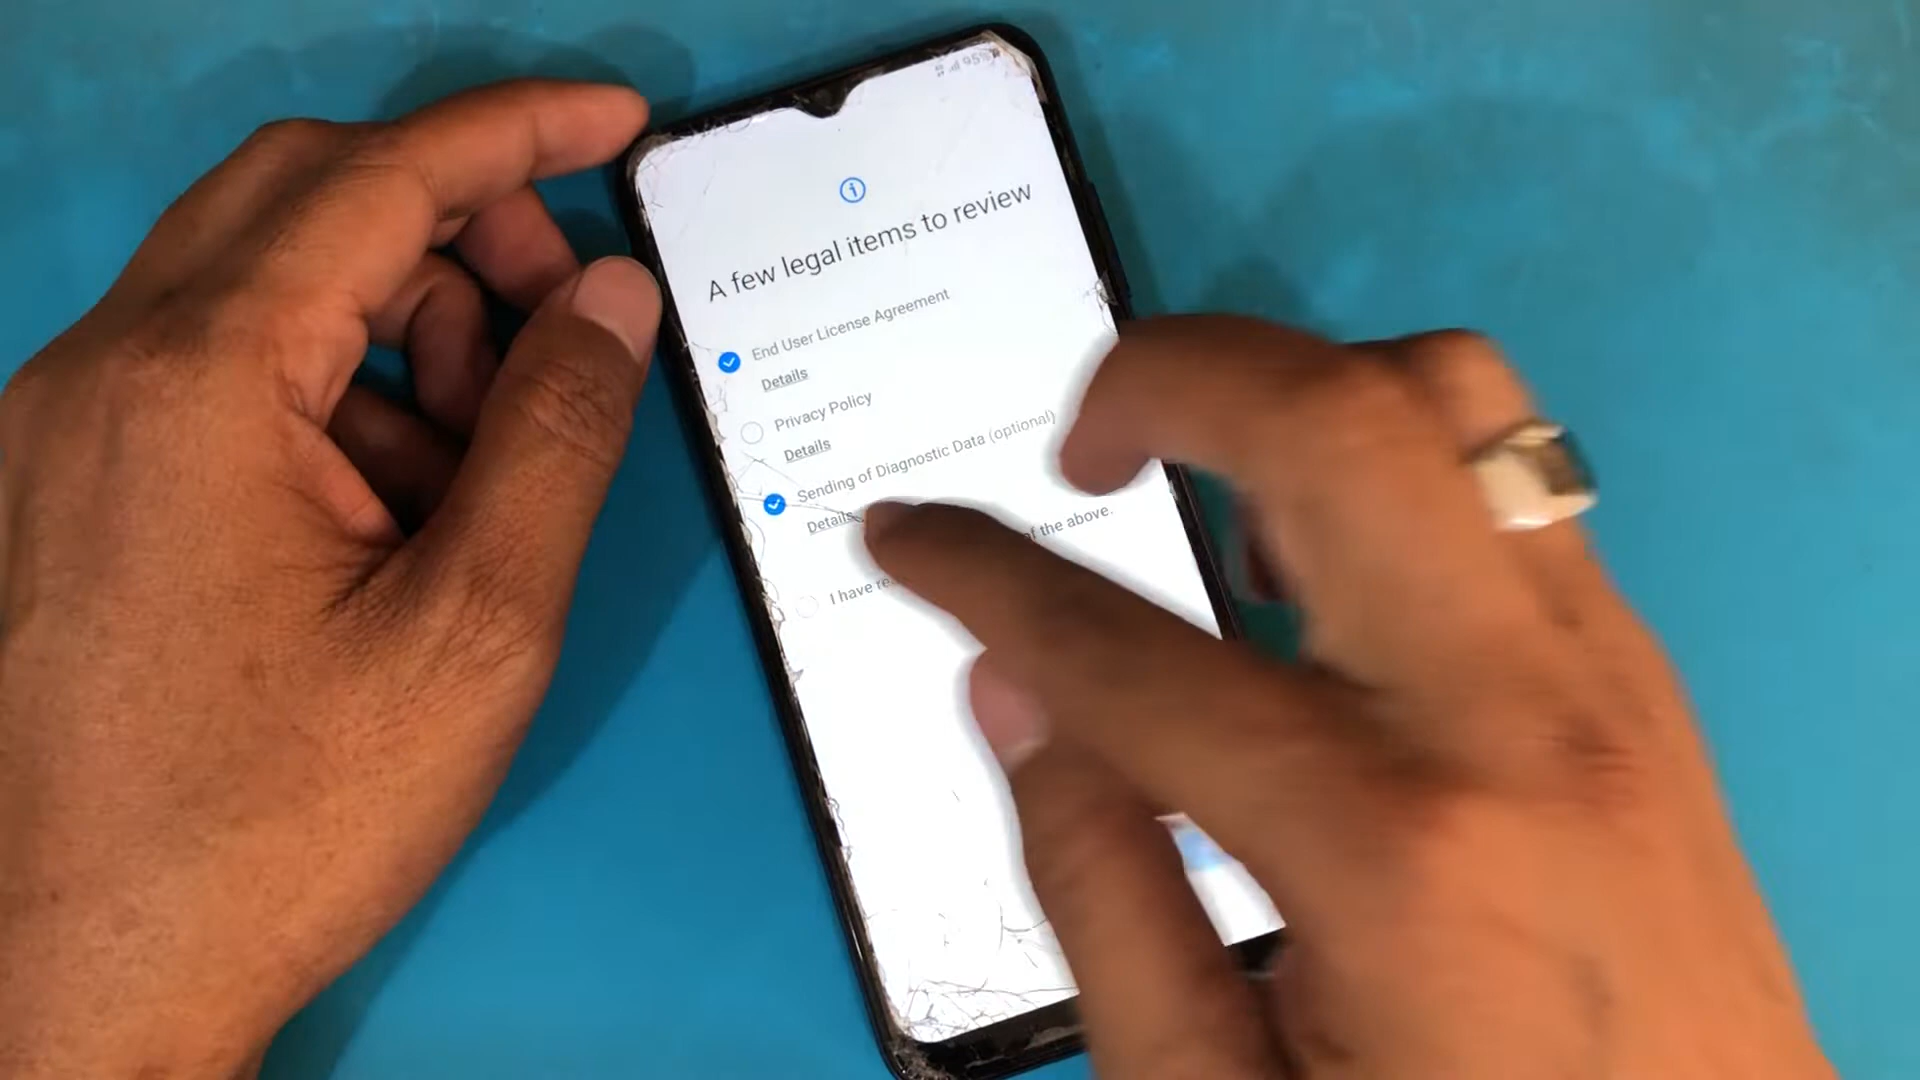 95%
A few legal items to review
End User License Agreement
Details
Privacy Policy
Details
Sending of Diagnostic Data (optional)
Details
I have of the above.